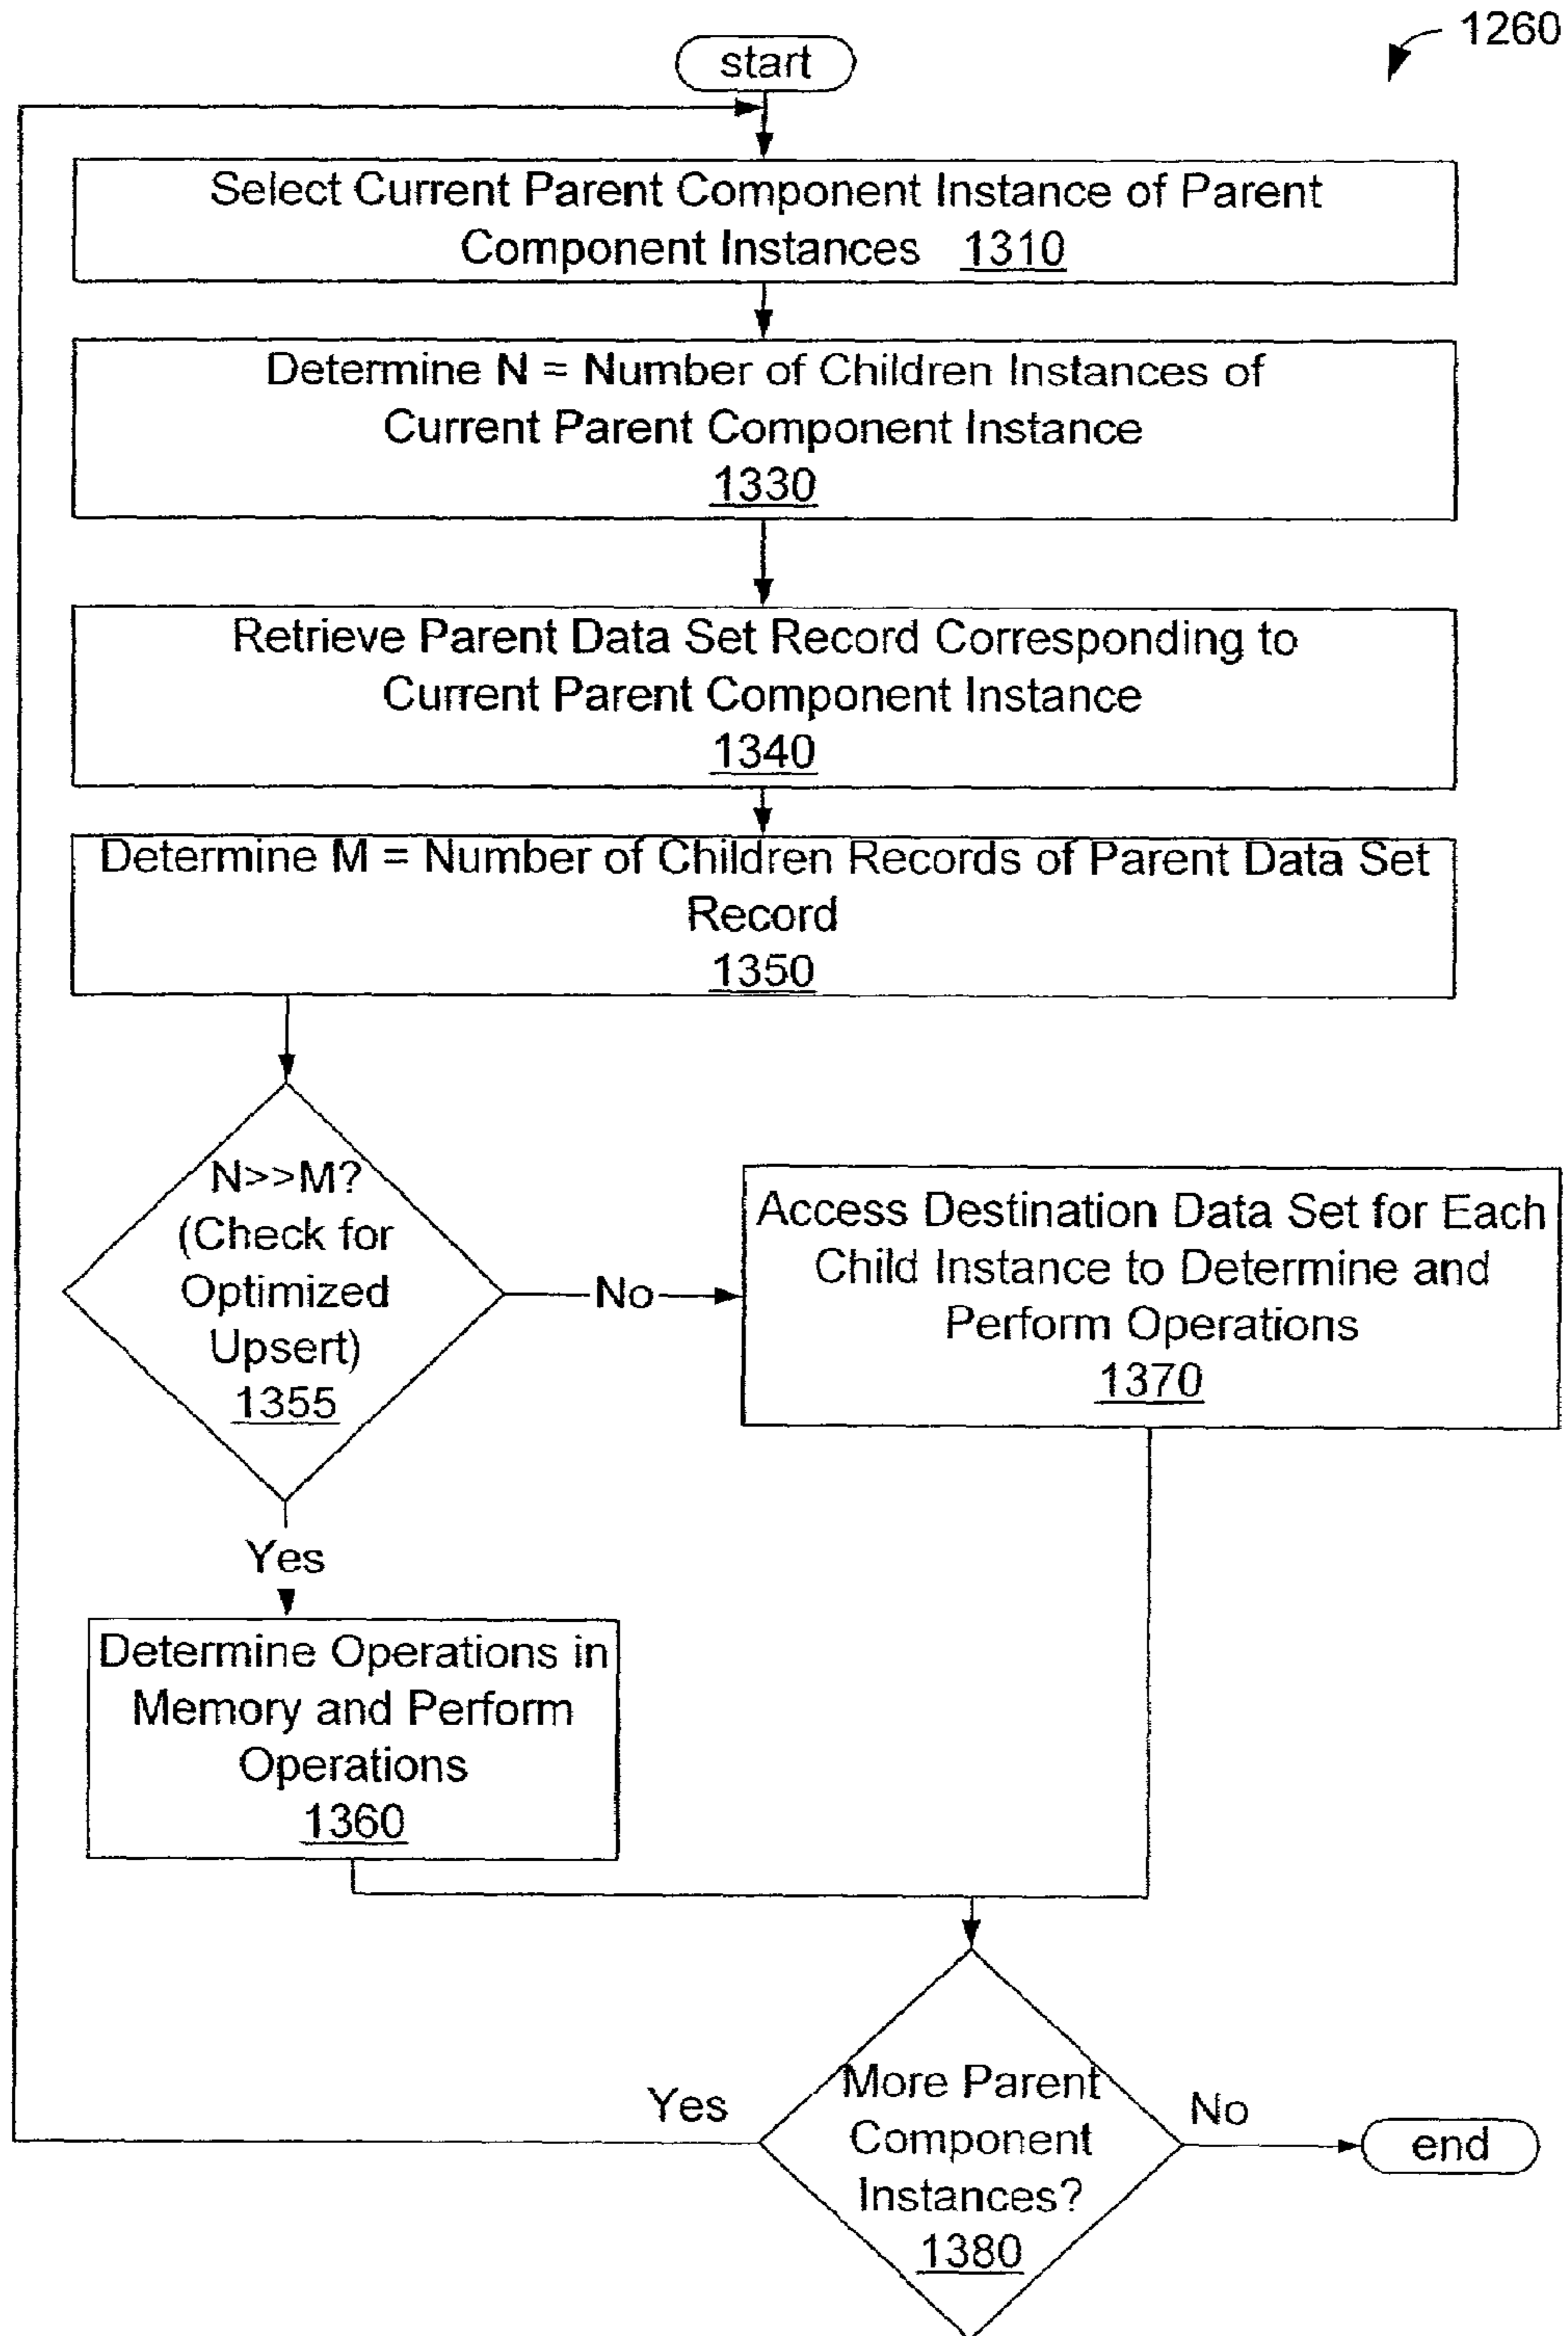 1260
start
Select Current Parent Component Instance of Parent
Component Instances 1310
Determine N = Number of Children Instances of
Current Parent Component Instance
1330
Retrieve Parent Data Set Record Corresponding to
Current Parent Component Instance
1340
Determine M = Number of Children Records of Parent Data Set
Record
1350
N>>M?
(Check for
Optimized
Upsert)
1355
No
Access Destination Data Set for Each
Child Instance to Determine and
Perform Operations
1370
Yes
Determine Operations in
Memory and Perform
Operations
1360
More Parent
Component
Instances?
1380
Yes
No
end